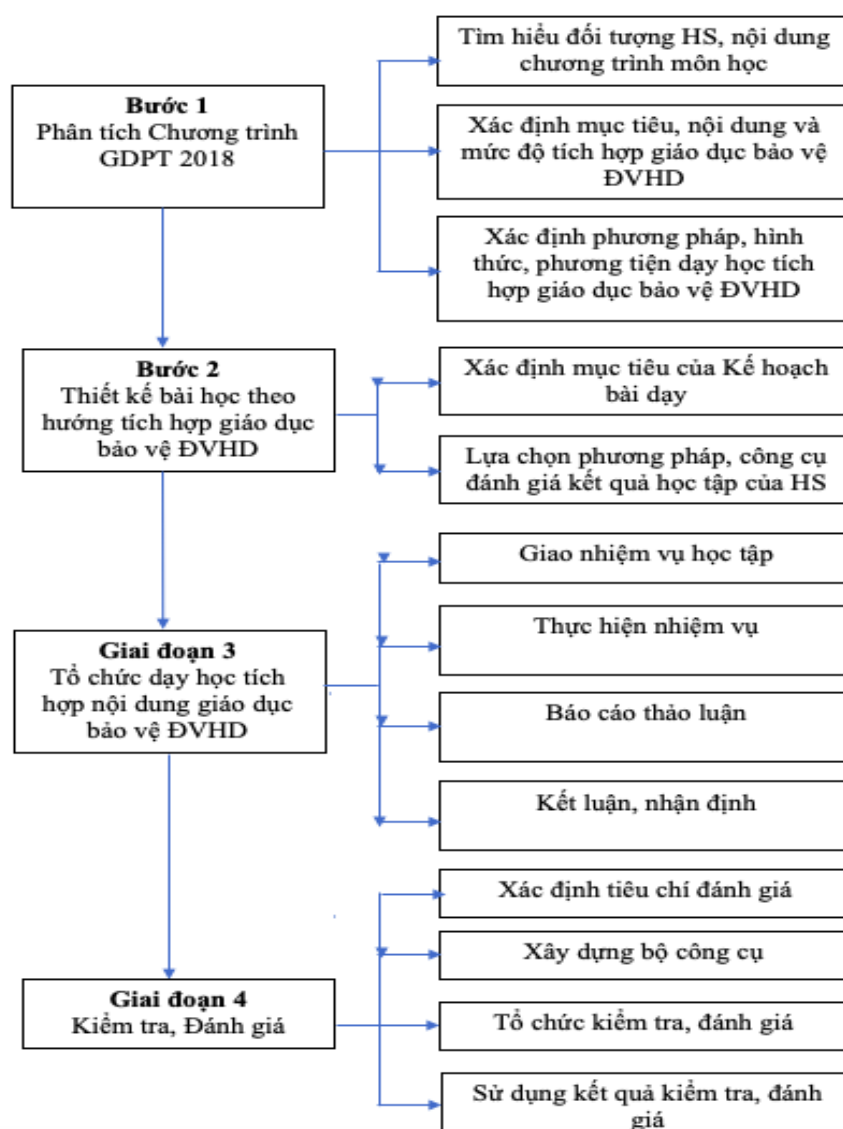 Bước 1
Phân tích Chương trình
GDPT 2018
Tìm hiểu đối tượng HS, nội dung
chương trình môn học
Xác định mục tiêu, nội dung và
mức độ tích hợp giáo dục bảo vệ
ĐVHD
Xác định phương pháp, hình
thức, phương tiện dạy học tích
hợp giáo dục bảo vệ ĐVHD
Bước 2
Thiết kế bài học theo
hướng tích hợp giáo dục
bảo vệ ĐVHD
Xác định mục tiêu của Kế hoạch
bài dạy
Lựa chọn phương pháp, công cụ
đánh giá kết quả học tập của HS
Giai đoạn 3
Tổ chức dạy học tích
hợp nội dung giáo dục
bảo vệ ĐVHD
Giao nhiệm vụ học tập
Thực hiện nhiệm vụ
Báo cáo thảo luận
Kết luận, nhận định
Giai đoạn 4
Kiểm tra, Đánh giá
Xác định tiêu chí đánh giá
Xây dựng bộ công cụ
Tổ chức kiểm tra, đánh giá
Sử dụng kết quả kiểm tra, đánh
giá